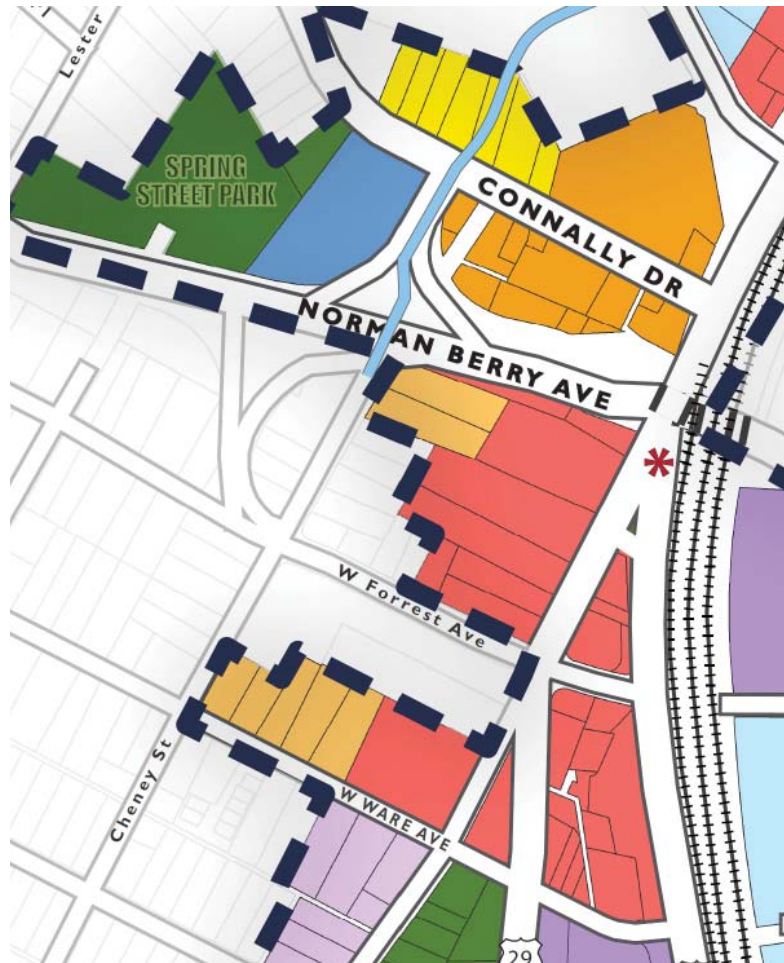 Lester
SPRING
STREET PARK
CONNALLY DR
NORMAN BERRY AVE
W Forrest Ave
Cheney St
W WARE AVE
29